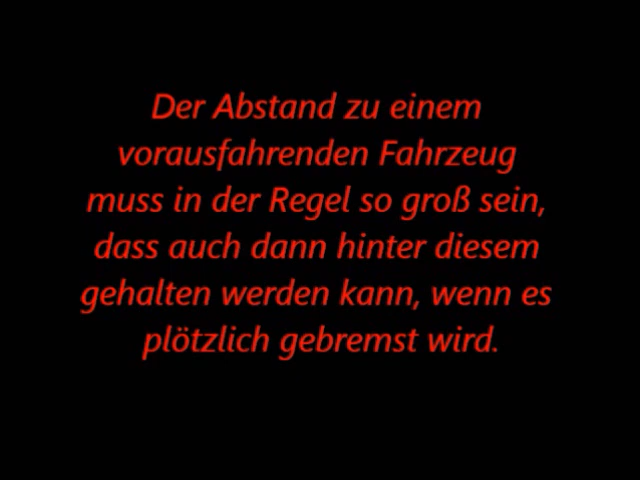 Der Abstand zu einem
vorausfahrenden Fahrzeug
muss in der Regel so groß sein,
dass auch dann hinter diesem
gehalten werden kann, wenn es
plötzlich gebremst wird.